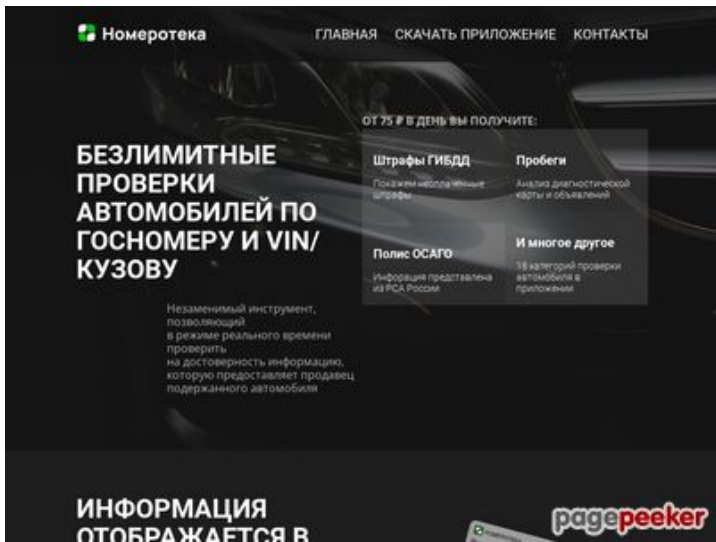 Номеротека
ГЛАВНАЯ СКАЧАТЬ ПРИЛОЖЕНИЕ КОНТАКТЫ
БЕЗЛИМИТНЫЕ
ПРОВЕРКИ
АВТОМОБИЛЕЙ ПО
ГОСНОМЕРУ И VIN/
КУЗОВУ
Незаменимый инструмент,
позволяющий
в режиме реального времени
проверить
на достоверность информацию,
которую предоставляет продавец
подержанного автомобиля
ОТ 75 ₽ В ДЕНЬ ВЫ ПОЛУЧИТЕ:
Штрафы ГИБДД
Покажем неоплаченные
штрафы
Пробеги
Анализ диагностической
карты и объявлений
Полис ОСАГО
Инфорация представлена
из РСА России
И многое другое
18 категорий проверки
автомобиля в
приложении
ИНФОРМАЦИЯ
ОТОБРАЖАЕТСЯ В
pagepeeker